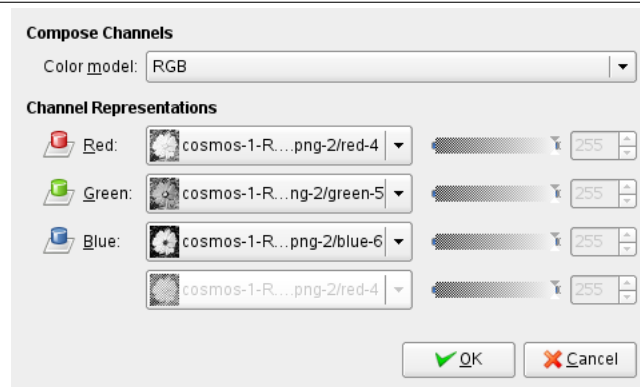 Compose Channels
Color model: RGB
Channel Representations
Red: cosmos-1-R....png-2/red-4 255
Green: cosmos-1-R....ng-2/green-5 255
Blue: cosmos-1-R....png-2/blue-6 255
cosmos-1-R....png-2/red-4 255
OK Cancel